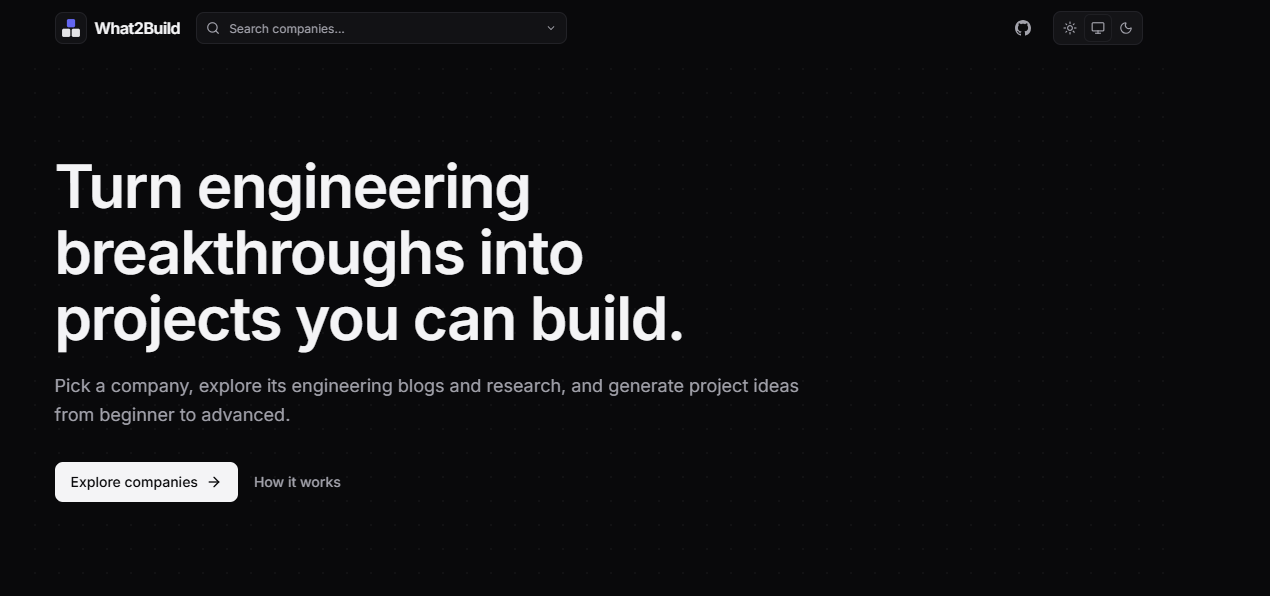 What2Build
Search companies...
Turn engineering
breakthroughs into
projects you can build.
Pick a company, explore its engineering blogs and research, and generate project ideas
from beginner to advanced.
Explore companies
How it works